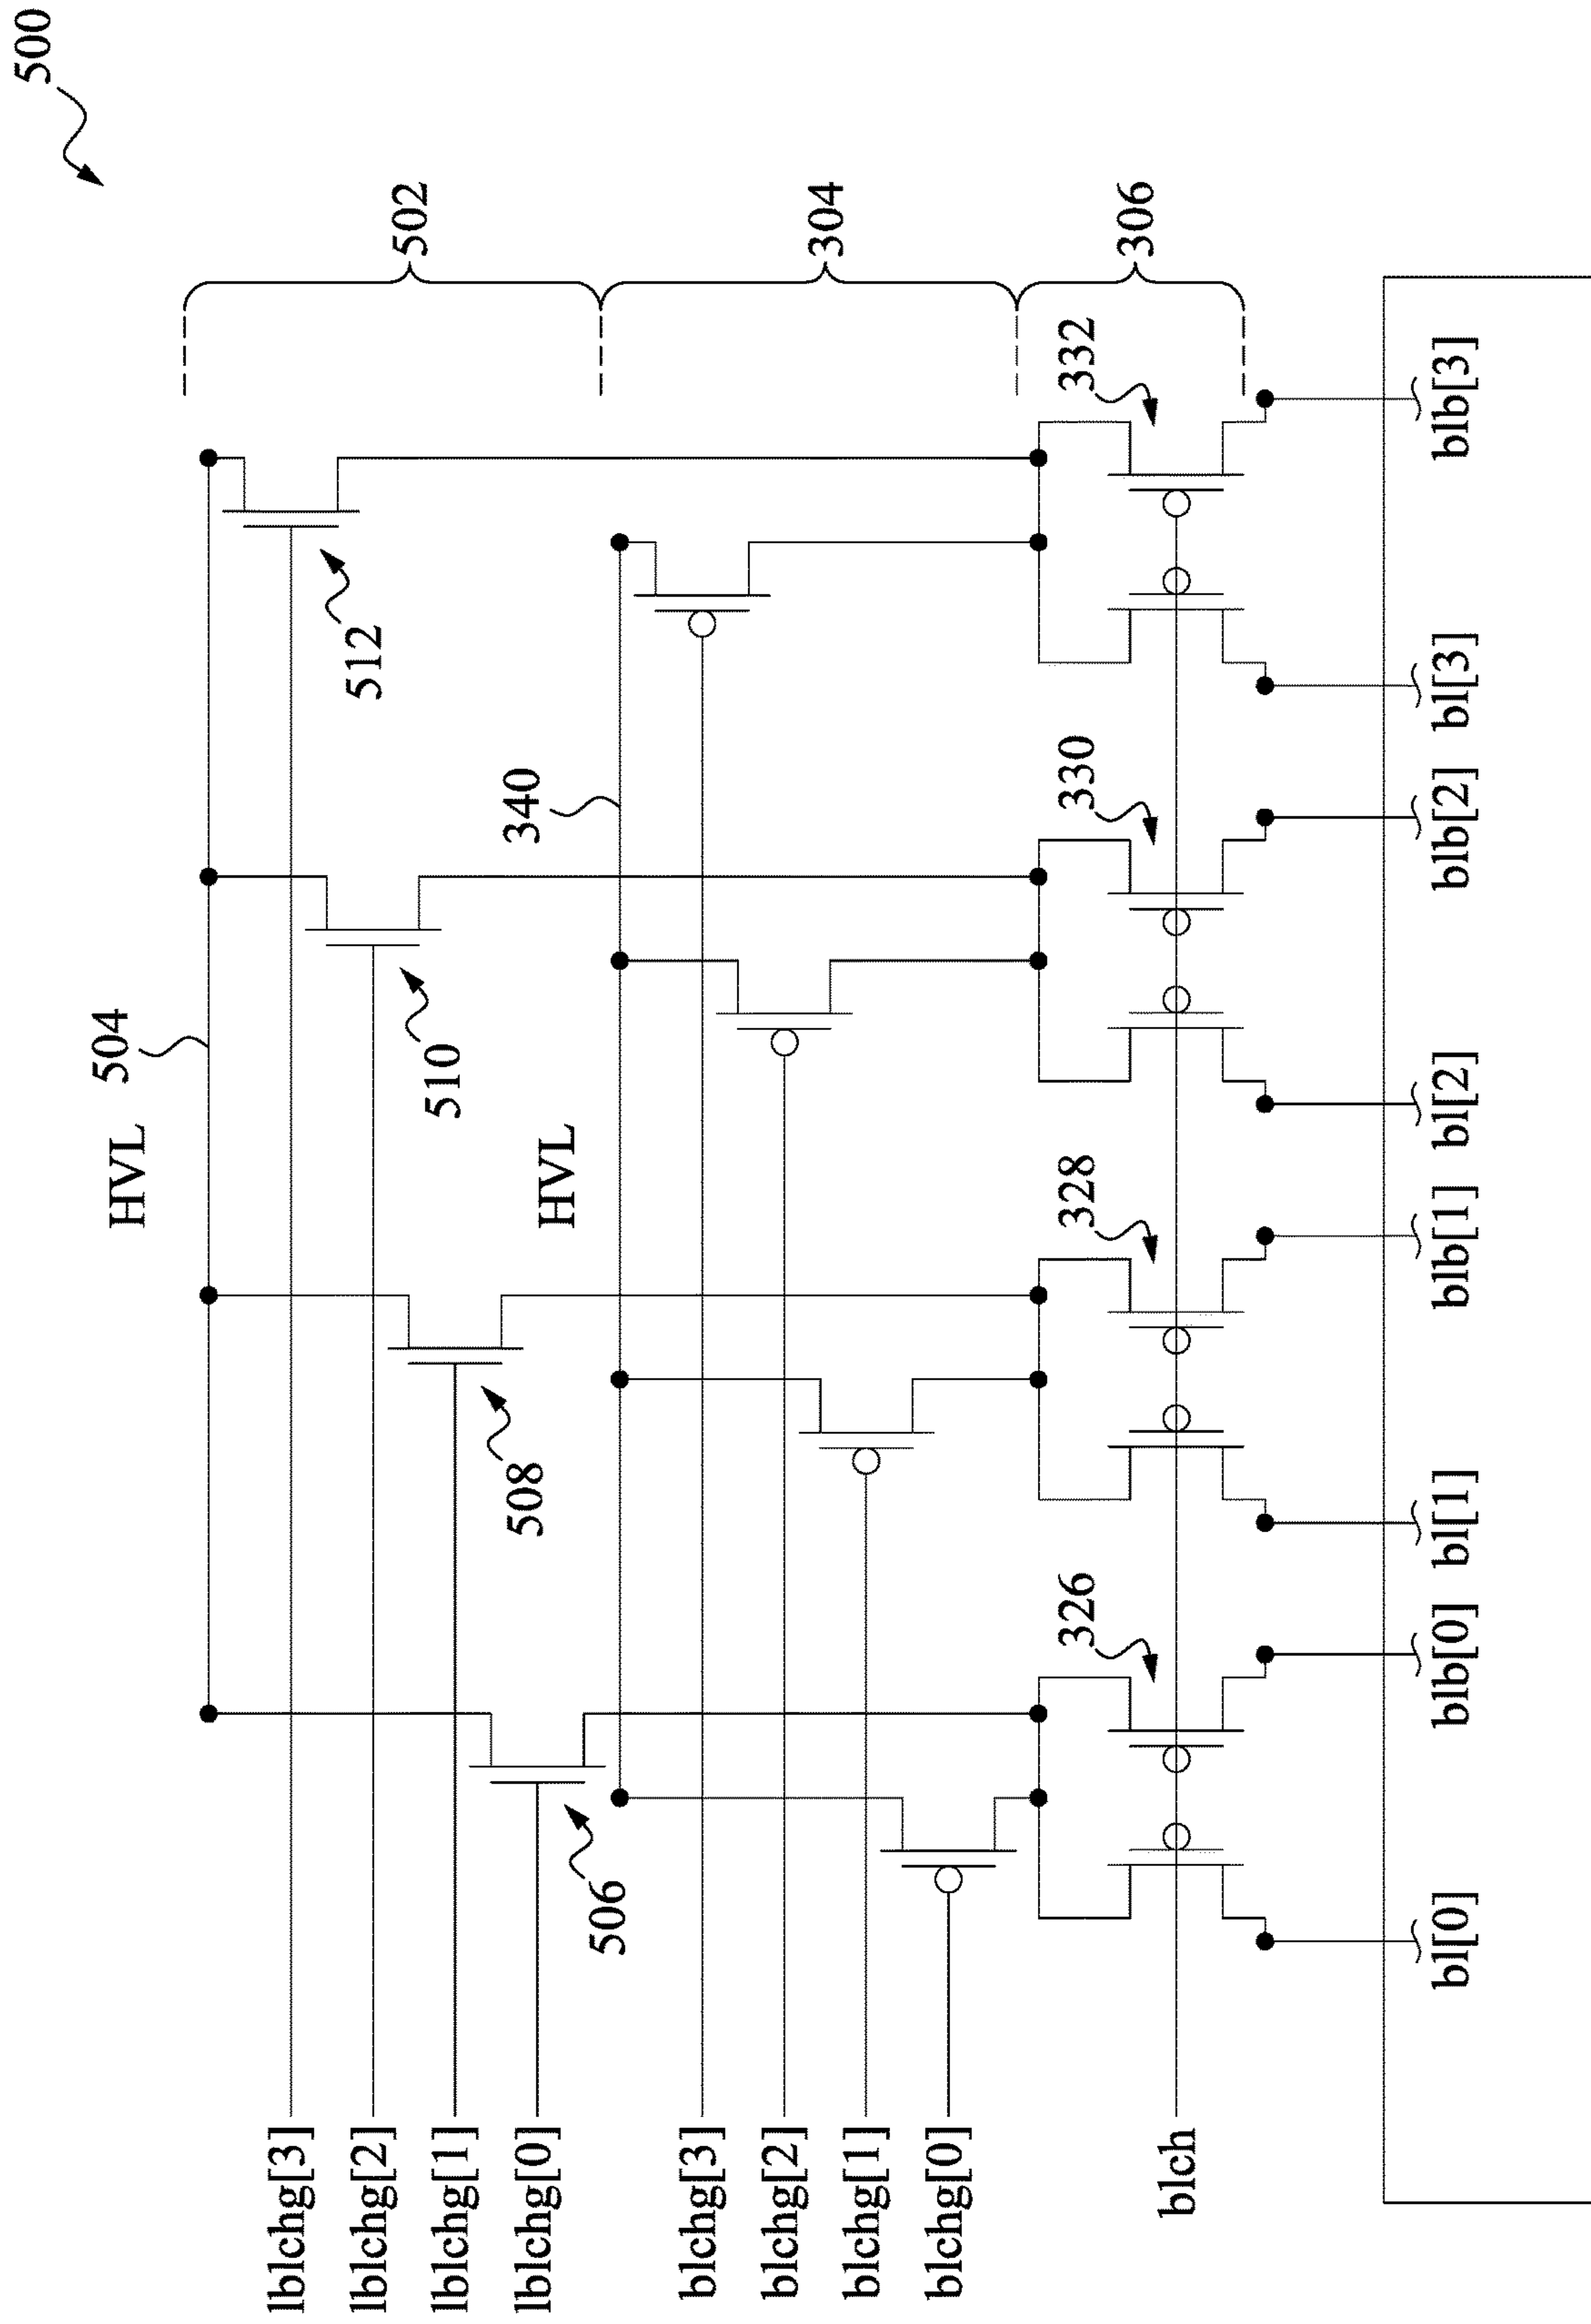 500
502
304
306
HVL
504
512
510
508
506
HVL
340
332
330
328
326
lblchg[3]
lblchg[2]
lblchg[1]
lblchg[0]
blchg[3]
blchg[2]
blchg[1]
blchg[0]
blch
bl[0]
blb[0]
bl[1]
blb[1]
bl[2]
blb[2]
bl[3]
blb[3]